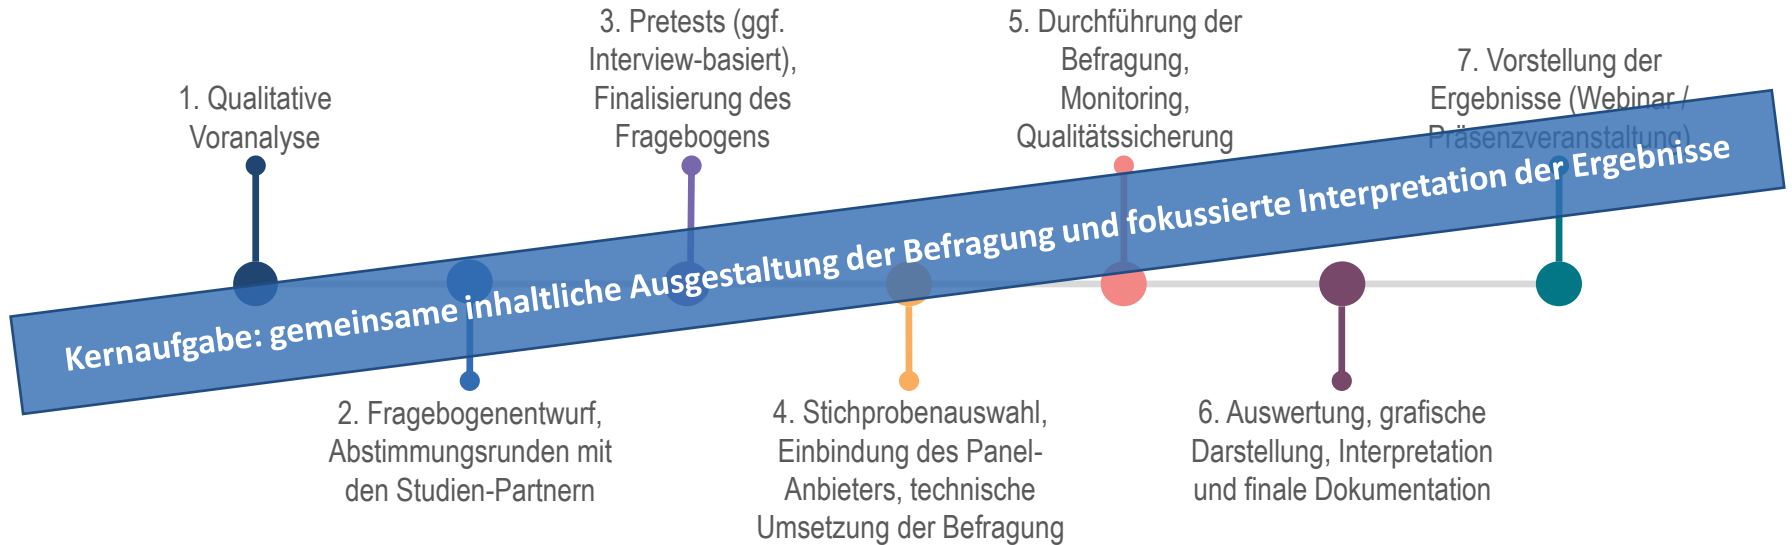 1. Qualitative
Voranalyse
2. Fragebogenentwurf,
Abstimmungsrunden mit
den Studien-Partnern
3. Pretests (ggf.
Interview-basiert),
Finalisierung des
Fragebogens
4. Stichprobenauswahl,
Einbindung des Panel-
Anbieters, technische
Umsetzung der Befragung
5. Durchführung der
Befragung,
Monitoring,
Qualitätssicherung
6. Auswertung, grafische
Darstellung, Interpretation
und finale Dokumentation
7. Vorstellung der
Ergebnisse (Webinar /
Präsenzveranstaltung)
Kernaufgabe: gemeinsame inhaltliche Ausgestaltung der Befragung und fokussierte Interpretation der Ergebnisse